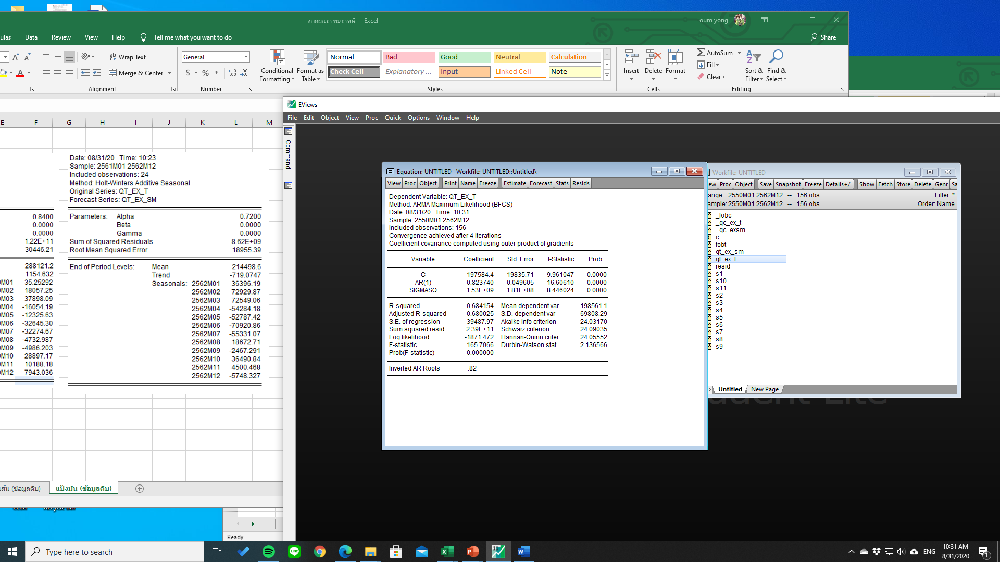 ภาคผนวก พยากรณ์ - Excel
oum yong
ulas Data Review View Help Tell me what you want to do
Share
Wrap Text
Merge & Center
Alignment
General
$ % ,
Number
Conditional Formatting
Format as Table
Normal Bad Good Neutral Calculation
Check Cell Explanatory ... Input Linked Cell Note
Styles
Insert Delete Format
Cells
AutoSum
Fill
Clear
Sort & Filter
Find & Select
Editing
E F G H I J K L M
0.8400
0.0000
0.0000
1.22E+11
30446.21
288121.2
1154.632
0M01 35.25292
0M02 18057.25
0M03 37898.09
0M04 -16054.19
0M05 -12325.63
0M06 -32645.30
0M07 -32274.67
0M08 -4732.987
0M09 -4986.203
0M10 28897.17
0M11 10188.18
0M12 7943.036
Date: 08/31/20 Time: 10:23
Sample: 2561M01 2562M12
Included observations: 24
Method: Holt-Winters Additive Seasonal
Original Series: QT_EX_T
Forecast Series: QT_EX_SM
Parameters: Alpha 0.7200
Beta 0.0000
Gamma 0.0000
Sum of Squared Residuals 8.62E+09
Root Mean Squared Error 18955.39
End of Period Levels: Mean 214498.6
Trend -719.0747
Seasonals: 2562M01 36396.19
2562M02 72929.87
2562M03 72549.06
2562M04 -54284.18
2562M05 -52787.42
2562M06 -70920.86
2562M07 -55331.07
2562M08 18672.71
2562M09 -2467.291
2562M10 36490.84
2562M11 4500.468
2562M12 -5748.327
เส้น (ข้อมูลดิบ) แป้งมัน (ข้อมูลดิบ)
Recycle Bin
Ready
EViews
File Edit Object View Proc Quick Options Window Help
Command
Equation: UNTITLED Workfile: UNTITLED::Untitled\
View Proc Object Print Name Freeze Estimate Forecast Stats Resids
Dependent Variable: QT_EX_T
Method: ARMA Maximum Likelihood (BFGS)
Date: 08/31/20 Time: 10:31
Sample: 2550M01 2562M12
Included observations: 156
Convergence achieved after 4 iterations
Coefficient covariance computed using outer product of gradients
Variable Coefficient Std. Error t-Statistic Prob.
C 197584.4 19835.71 9.961047 0.0000
AR(1) 0.823740 0.049605 16.60610 0.0000
SIGMASQ 1.53E+09 1.81E+08 8.446024 0.0000
R-squared 0.684154 Mean dependent var 198561.1
Adjusted R-squared 0.680025 S.D. dependent var 69808.29
S.E. of regression 39487.97 Akaike info criterion 24.03170
Sum squared resid 2.39E+11 Schwarz criterion 24.09035
Log likelihood -1871.472 Hannan-Quinn criter. 24.05552
F-statistic 165.7066 Durbin-Watson stat 2.136566
Prob(F-statistic) 0.000000
Inverted AR Roots .82
Workfile: UNTITLED
ew Proc Object Save Snapshot Freeze Details+/- Show Fetch Store Delete Genr Sa
ange: 2550M01 2562M12 -- 156 obs Filter: *
ample: 2550M01 2562M12 -- 156 obs Order: Name
_fobc
_qc_ex_t
_qc_exsm
c
fobt
qt_ex_sm
qt_ex_t
resid
s1
s10
s11
s2
s3
s4
s5
s6
s7
s8
s9
Untitled New Page
Type here to search
LINE
11
ENG
10:31 AM
8/31/2020
1